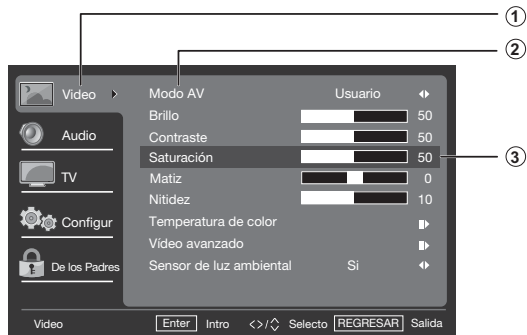 1
2
Video Modo AV Usuario
Brillo 50
Audio Contraste 50
Saturación 50 3
TV Matiz 0
Nitidez 10
Configur Temperatura de color
Vídeo avanzado
De los Padres Sensor de luz ambiental Si
Video Enter Intro <>/ Selecto REGRESAR Salida